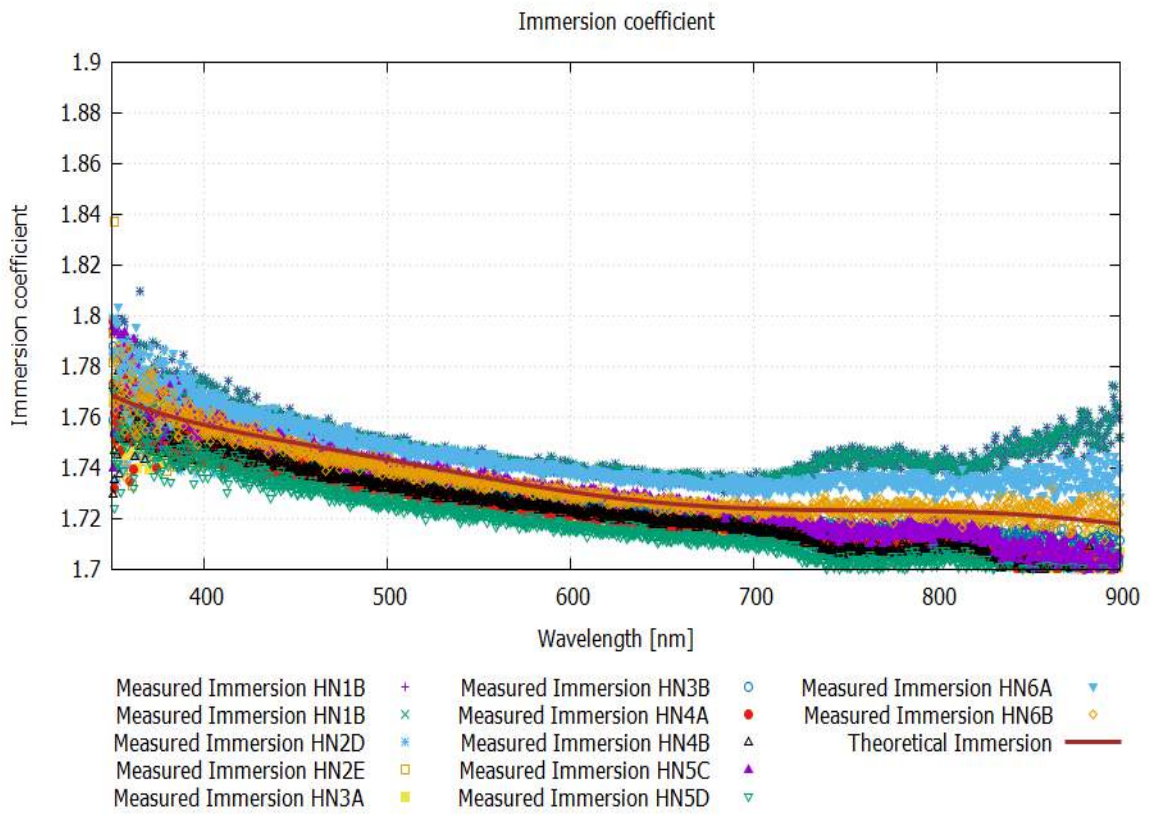 Immersion coefficient
Immersion coefficient
1.9
1.88
1.86
1.84
1.82
1.8
1.78
1.76
1.74
1.72
1.7
400 500 600 700 800 900
Wavelength [nm]
Measured Immersion HN1B Measured Immersion HN3B Measured Immersion HN6A
Measured Immersion HN1B Measured Immersion HN4A Measured Immersion HN6B
Measured Immersion HN2D Measured Immersion HN4B Theoretical Immersion
Measured Immersion HN2E Measured Immersion HN5C
Measured Immersion HN3A Measured Immersion HN5D